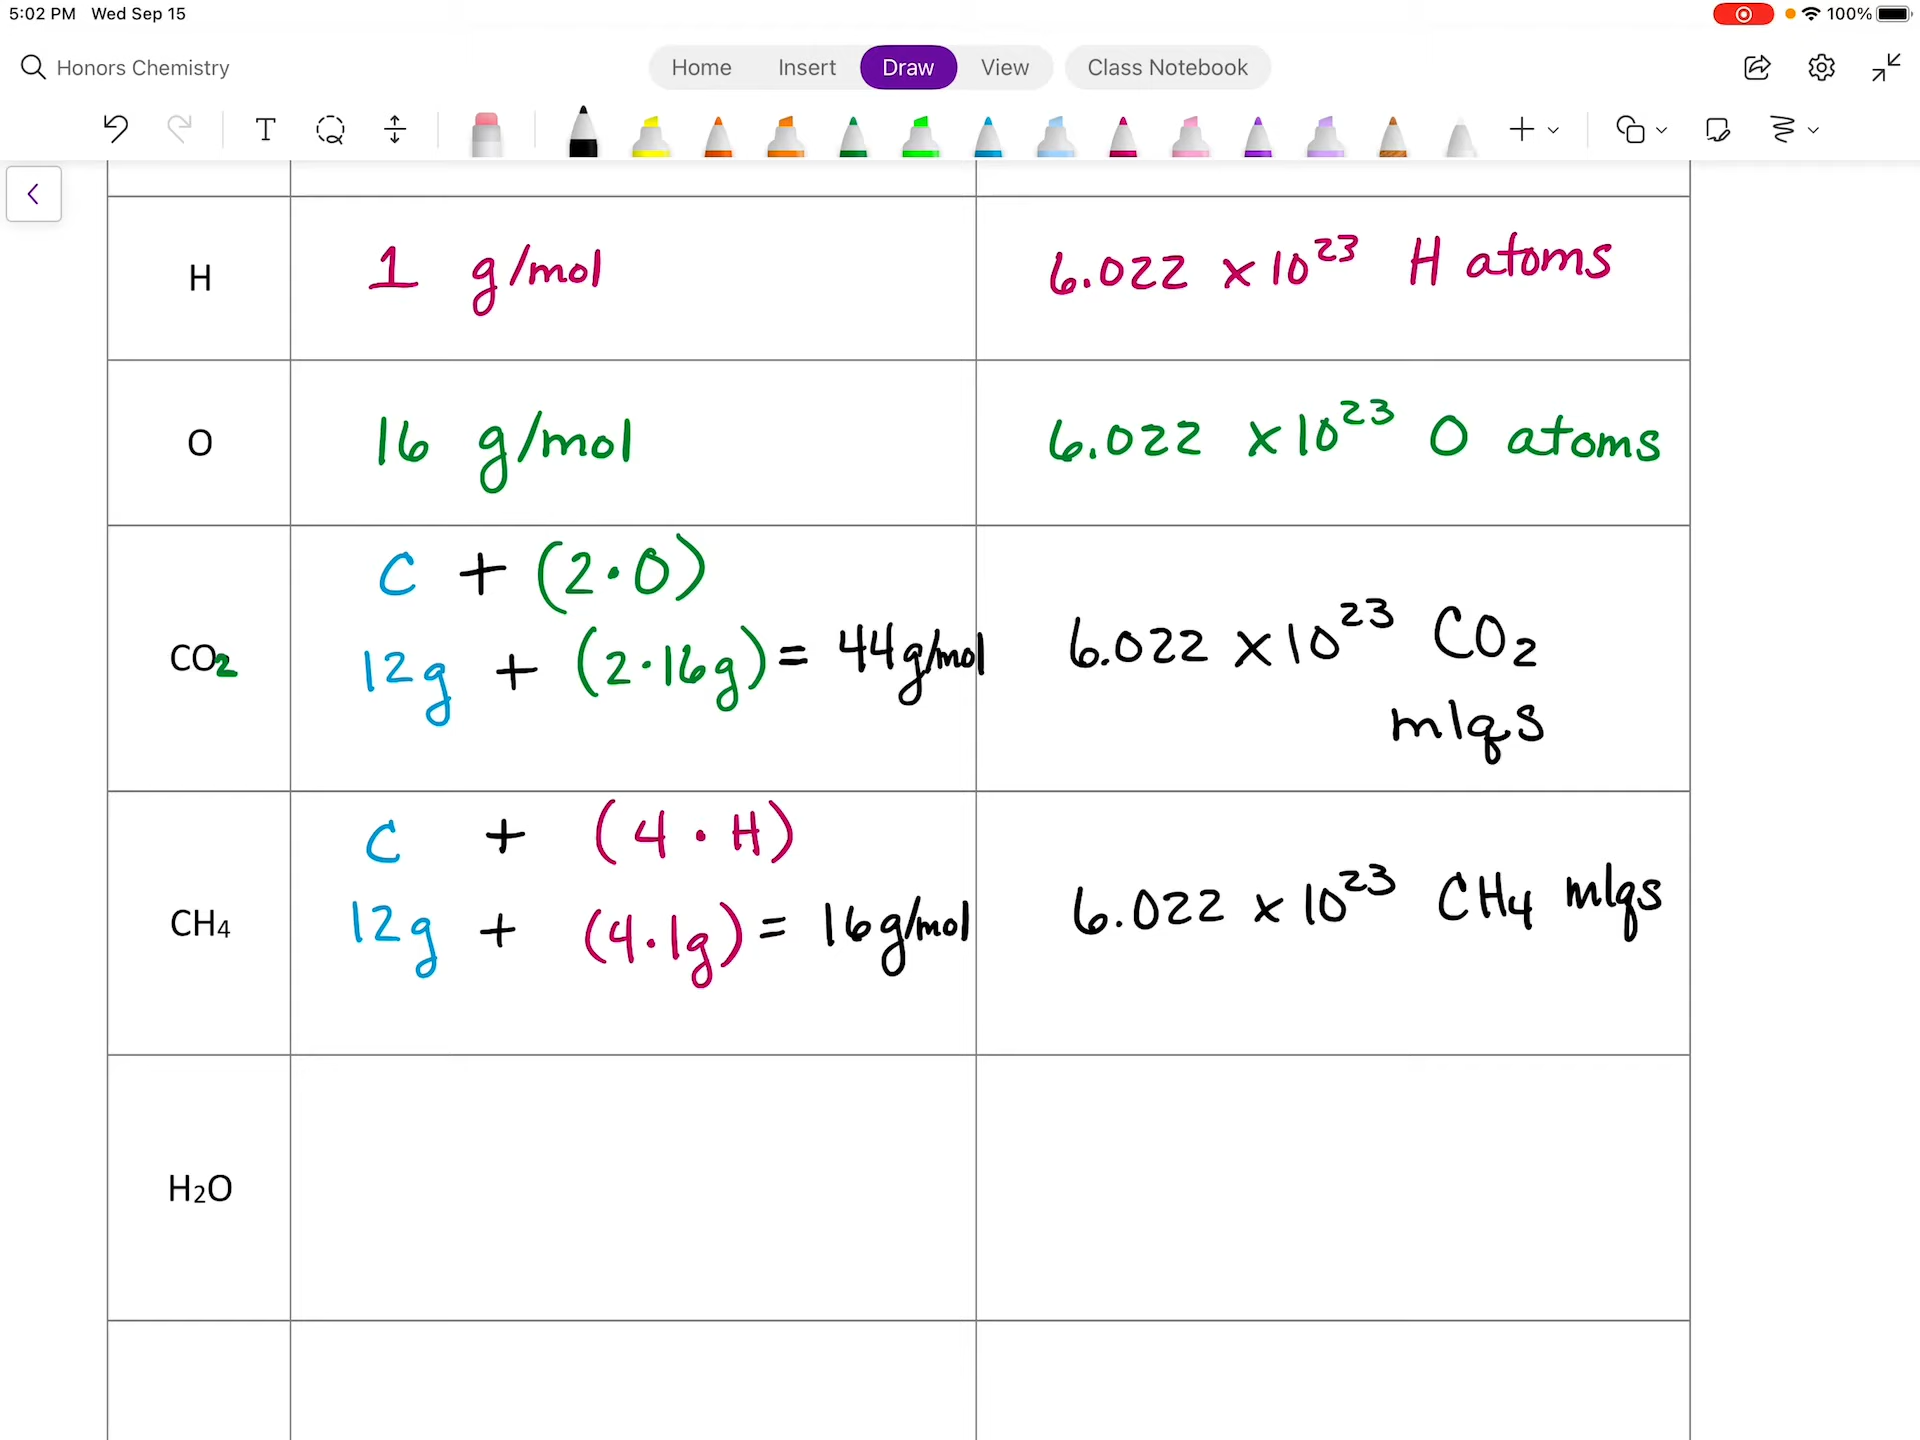 5:02 PM Wed Sep 15 100%
Honors Chemistry Home Insert Draw View Class Notebook
T
H 1 g/mol 6.022 x 10²³ H atoms
O 16 g/mol 6.022 x 10²³ O atoms
C + (2·O)
CO₂ 12g + (2·16g) = 44g/mol 6.022 x 10²³ CO₂
mlqs
C + (4·H)
CH₄ 12g + (4·1g) = 16g/mol 6.022 x 10²³ CH₄ mlqs
H₂O